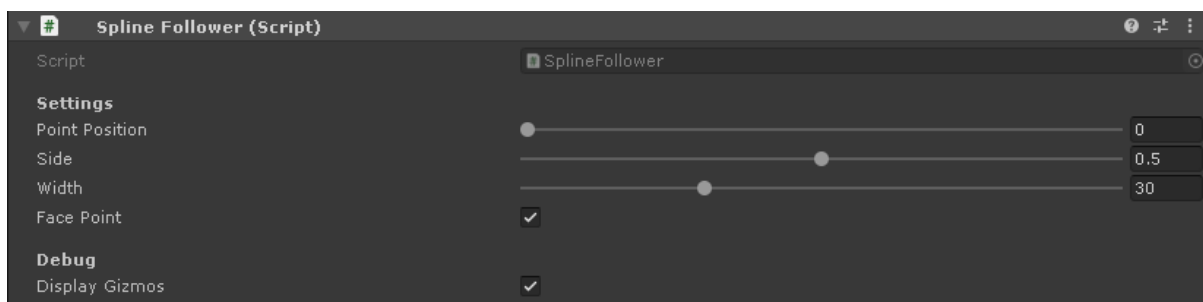 Spline Follower (Script)
Script SplineFollower
Settings
Point Position 0
Side 0.5
Width 30
Face Point
Debug
Display Gizmos